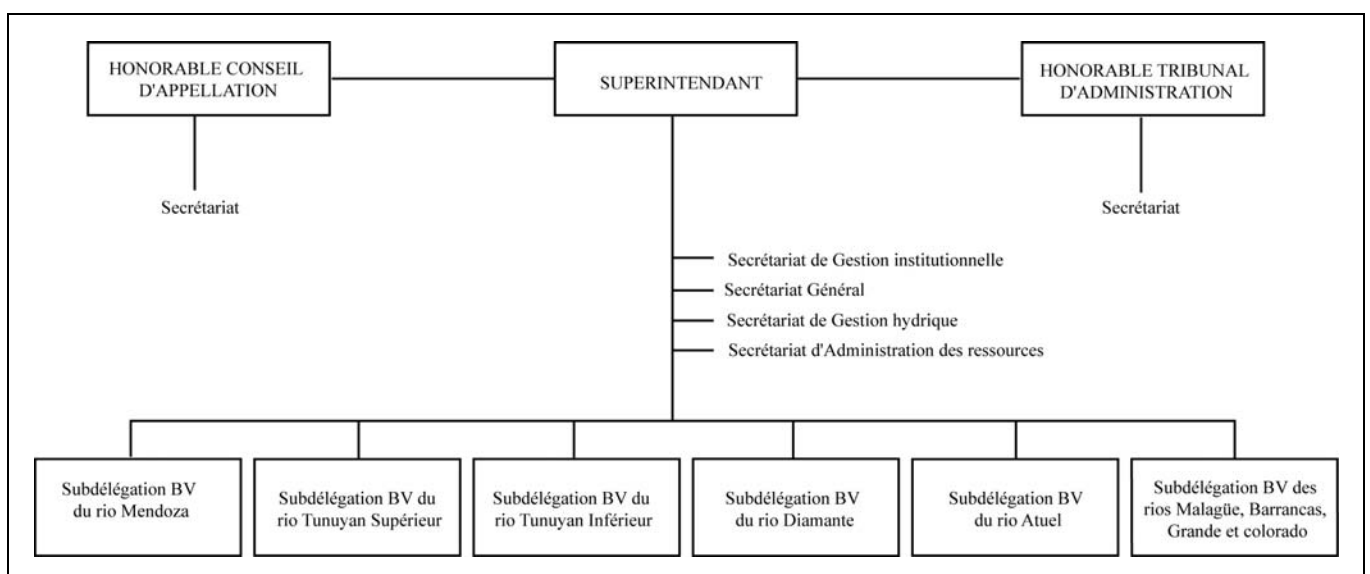 HONORABLE CONSEIL
D'APPELLATION
SUPERINTENDANT
HONORABLE TRIBUNAL
D'ADMINISTRATION
Secrétariat
Secrétariat
Secrétariat de Gestion institutionnelle
Secrétariat Général
Secrétariat de Gestion hydrique
Secrétariat d'Administration des ressources
Subdélégation BV
du rio Mendoza
Subdélégation BV du
rio Tunuyan Supérieur
Subdélégation BV du
rio Tunuyan Inférieur
Subdélégation BV
du rio Diamante
Subdélégation BV
du rio Atuel
Subdélégation BV des
rios Malagüe, Barrancas,
Grande et colorado